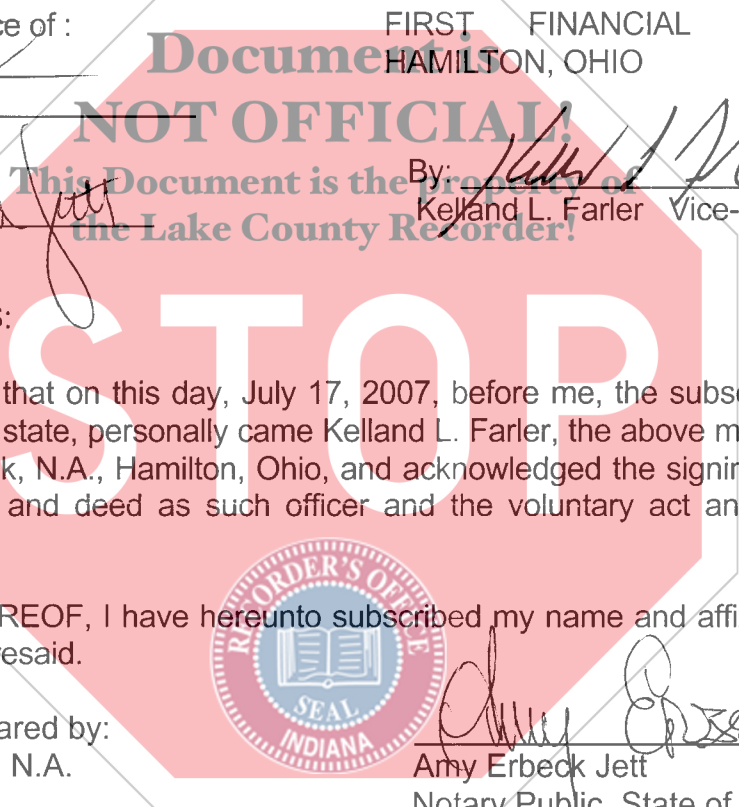 ce of :
FIRST FINANCIAL
HAMILTON, OHIO
Document is
NOT OFFICIAL!
This Document is the property of
the Lake County Recorder!
By:
Kelland L. Farler Vice-
S:
STOP
that on this day, July 17, 2007, before me, the subs
state, personally came Kelland L. Farler, the above m
k, N.A., Hamilton, Ohio, and acknowledged the signin
and deed as such officer and the voluntary act an
REOF, I have hereunto subscribed my name and affi
resaid.
RECORDER'S OFFICE
SEAL
INDIANA
ared by:
N.A.
Amy Erbeck Jett
Notary Public, State of